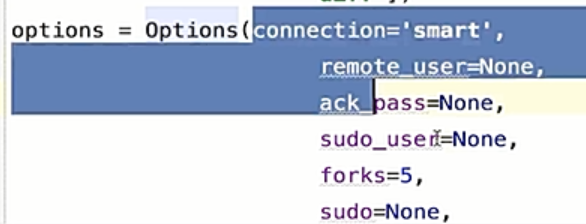 options = Options(connection='smart',
remote_user=None,
ack_pass=None,
sudo_user=None,
forks=5,
sudo=None,